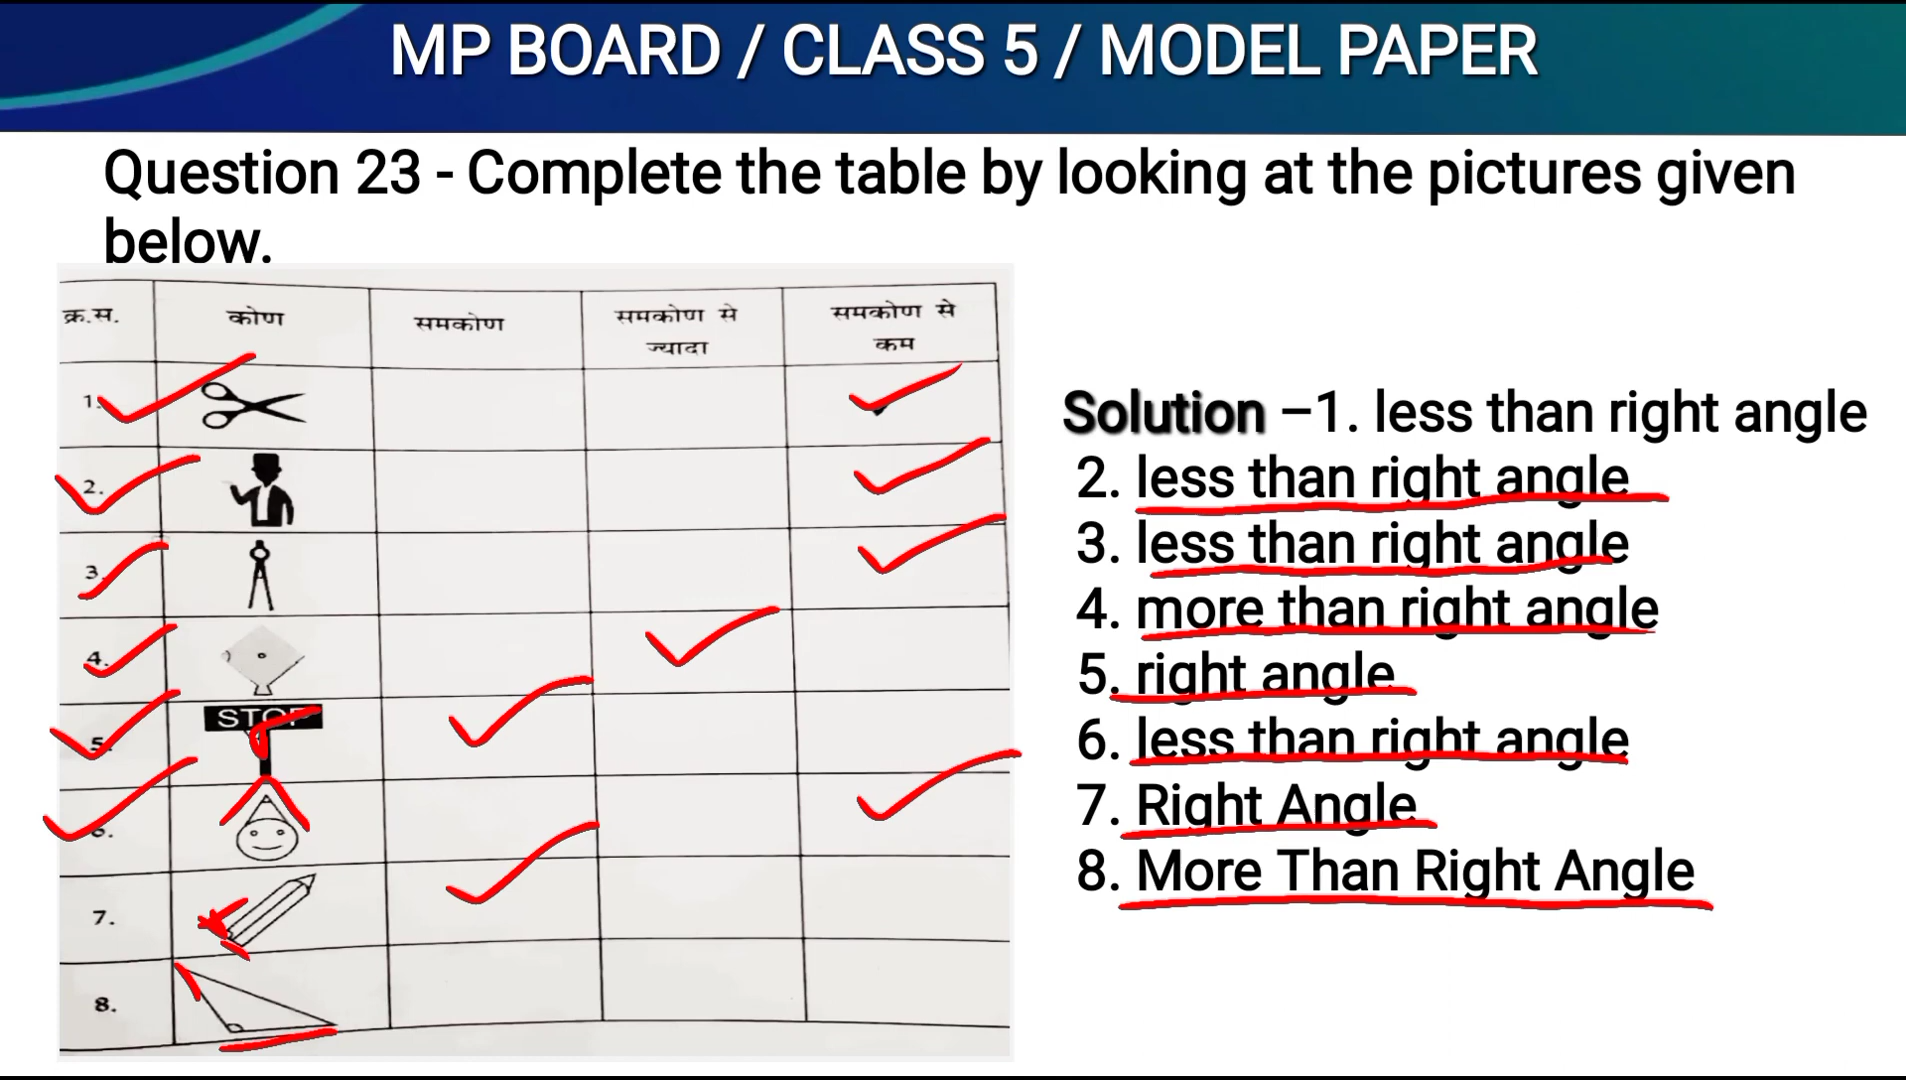 MP BOARD / CLASS 5 / MODEL PAPER
Question 23 - Complete the table by looking at the pictures given
below.
क्र.स. कोण समकोण समकोण से ज्यादा समकोण से कम
1.
2.
3.
4.
STOP
5.
6.
7.
8.
Solution –1. less than right angle
2. less than right angle
3. less than right angle
4. more than right angle
5. right angle
6. less than right angle
7. Right Angle
8. More Than Right Angle